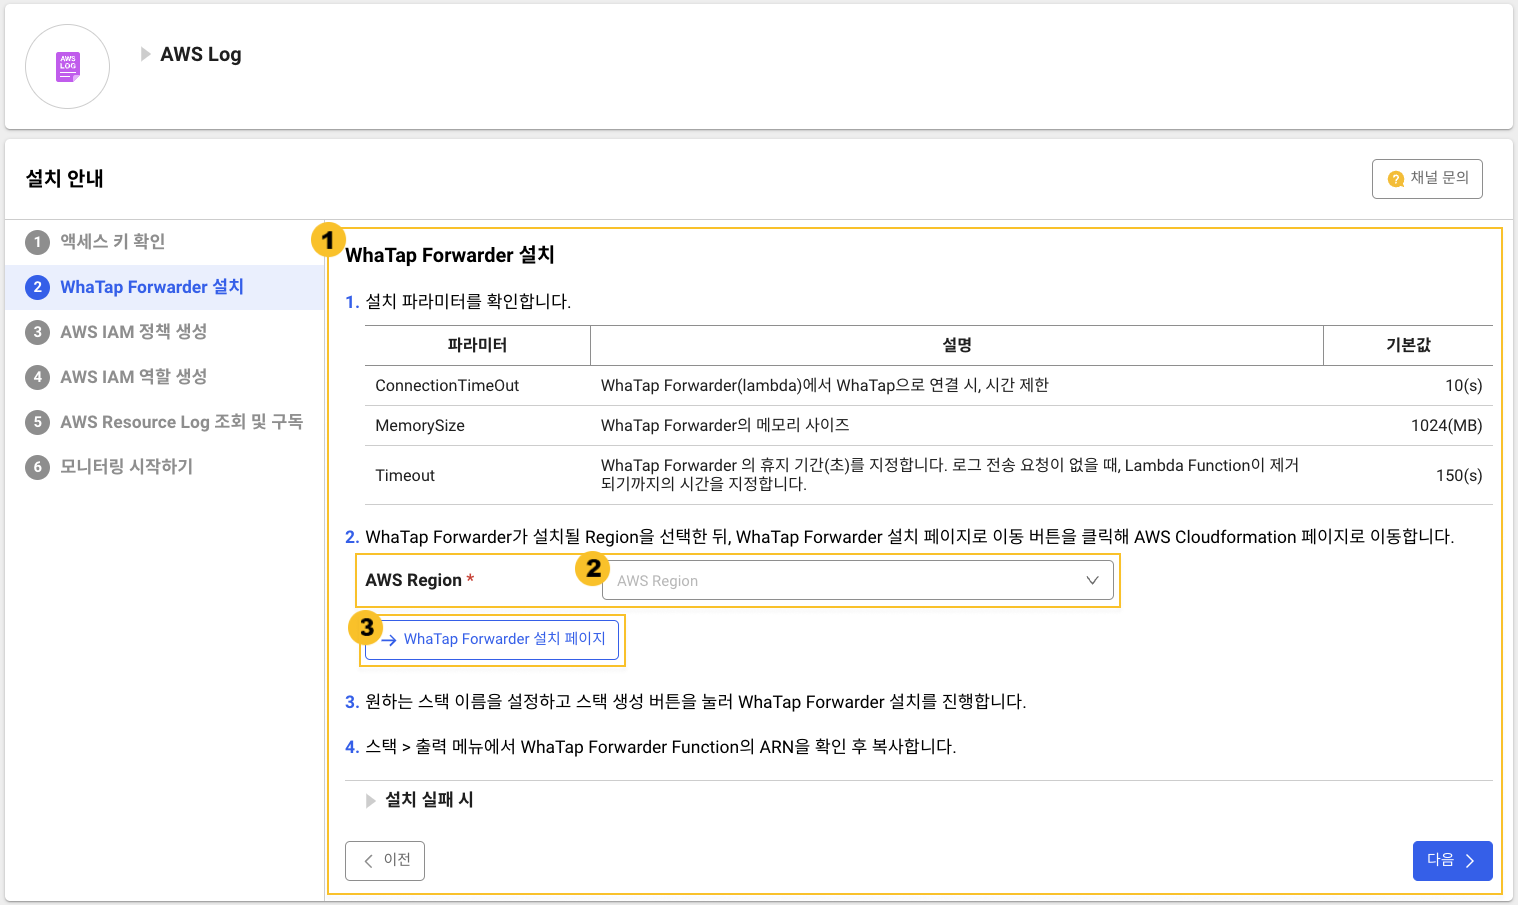 AWS
LOG
AWS Log
설치 안내
채널 문의
1 액세스 키 확인
2 WhaTap Forwarder 설치
3 AWS IAM 정책 생성
4 AWS IAM 역할 생성
5 AWS Resource Log 조회 및 구독
6 모니터링 시작하기
1
WhaTap Forwarder 설치
1. 설치 파라미터를 확인합니다.
파라미터 설명 기본값
ConnectionTimeOut WhaTap Forwarder(lambda)에서 WhaTap으로 연결 시, 시간 제한 10(s)
MemorySize WhaTap Forwarder의 메모리 사이즈 1024(MB)
Timeout WhaTap Forwarder 의 휴지 기간(초)를 지정합니다. 로그 전송 요청이 없을 때, Lambda Function이 제거
되기까지의 시간을 지정합니다. 150(s)
2. WhaTap Forwarder가 설치될 Region을 선택한 뒤, WhaTap Forwarder 설치 페이지로 이동 버튼을 클릭해 AWS Cloudformation 페이지로 이동합니다.
AWS Region * 2 AWS Region
3 → WhaTap Forwarder 설치 페이지
3. 원하는 스택 이름을 설정하고 스택 생성 버튼을 눌러 WhaTap Forwarder 설치를 진행합니다.
4. 스택 > 출력 메뉴에서 WhaTap Forwarder Function의 ARN을 확인 후 복사합니다.
설치 실패 시
이전
다음